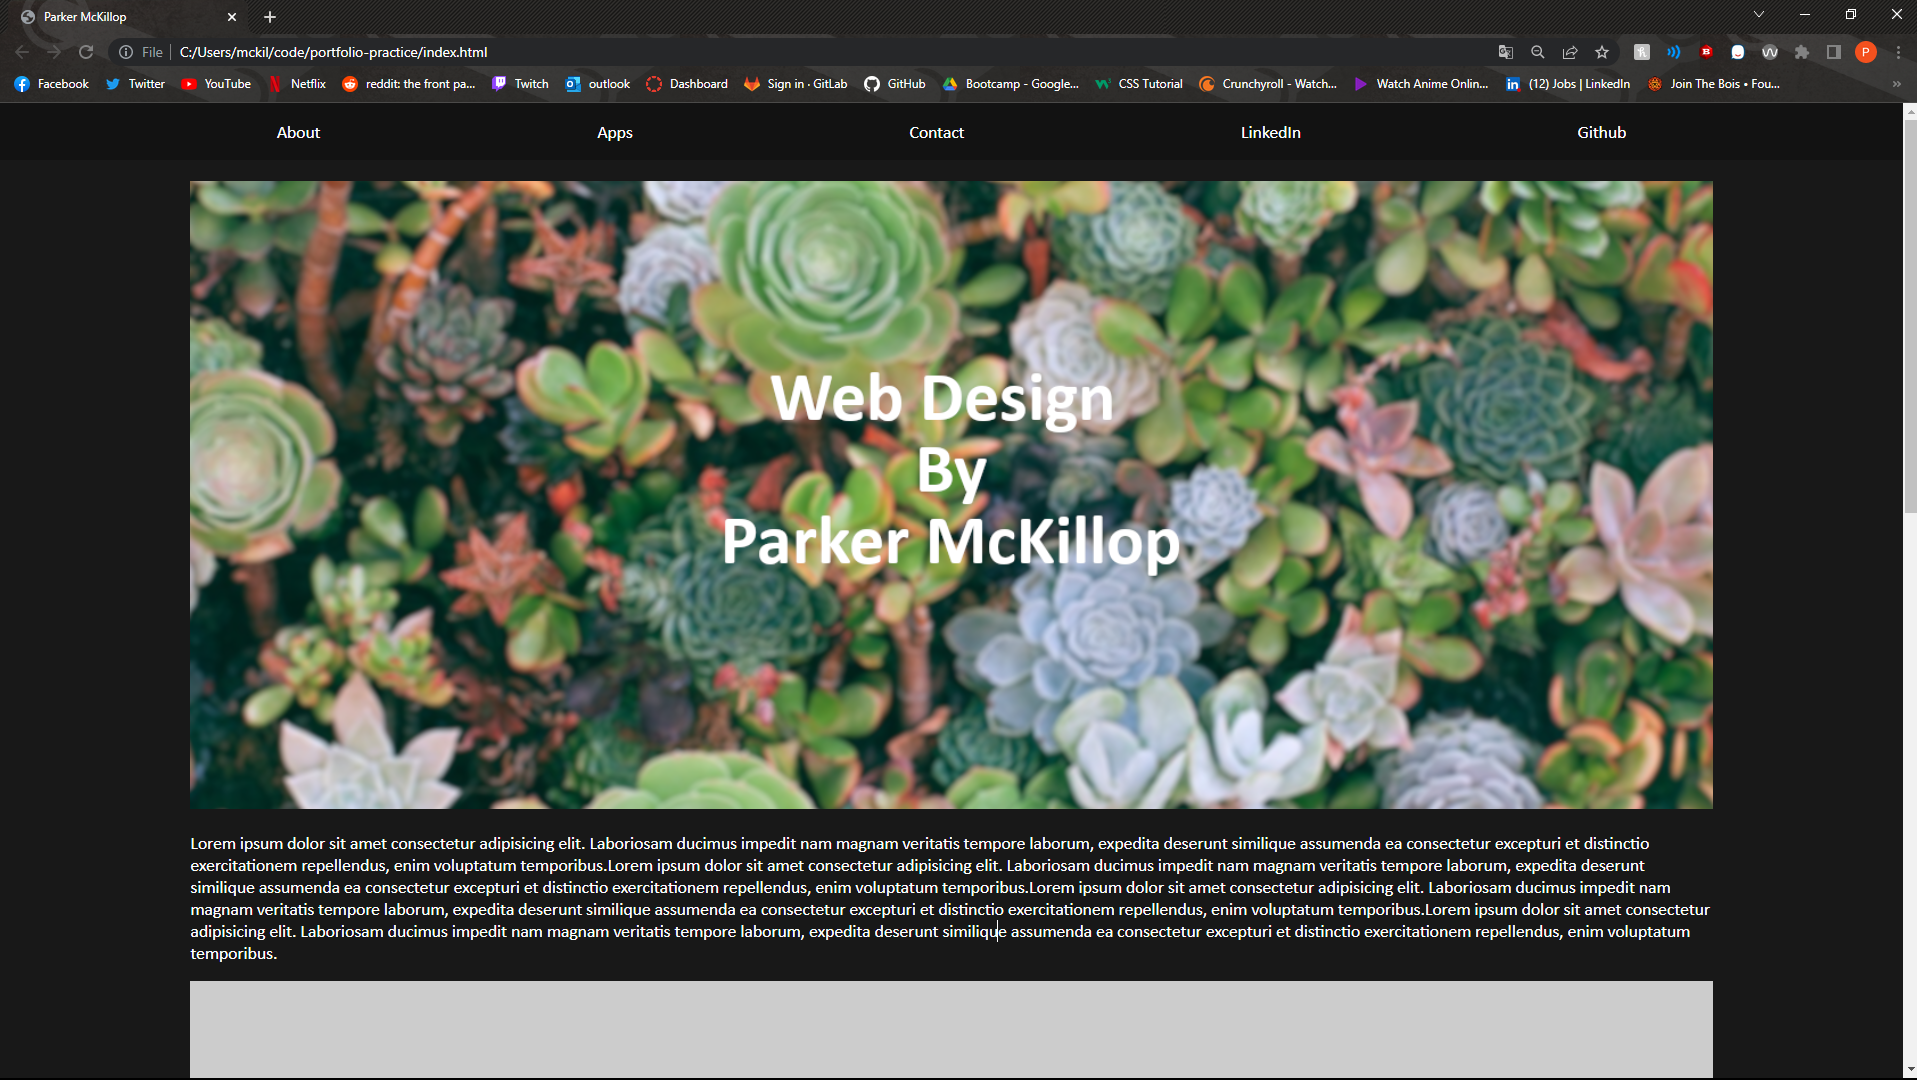 Parker McKillop
File
C:/Users/mckil/code/portfolio-practice/index.html
P
Facebook
Twitter
YouTube
Netflix
reddit: the front pa...
Twitch
outlook
Dashboard
Sign in · GitLab
GitHub
Bootcamp - Google...
CSS Tutorial
Crunchyroll - Watch...
Watch Anime Onlin...
(12) Jobs | LinkedIn
Join The Bois • Fou...
About
Apps
Contact
LinkedIn
Github
Web Design
By
Parker McKillop
Lorem ipsum dolor sit amet consectetur adipisicing elit. Laboriosam ducimus impedit nam magnam veritatis tempore laborum, expedita deserunt similique assumenda ea consectetur excepturi et distinctio
exercitationem repellendus, enim voluptatum temporibus.Lorem ipsum dolor sit amet consectetur adipisicing elit. Laboriosam ducimus impedit nam magnam veritatis tempore laborum, expedita deserunt
similique assumenda ea consectetur excepturi et distinctio exercitationem repellendus, enim voluptatum temporibus.Lorem ipsum dolor sit amet consectetur adipisicing elit. Laboriosam ducimus impedit nam
magnam veritatis tempore laborum, expedita deserunt similique assumenda ea consectetur excepturi et distinctio exercitationem repellendus, enim voluptatum temporibus.Lorem ipsum dolor sit amet consectetur
adipisicing elit. Laboriosam ducimus impedit nam magnam veritatis tempore laborum, expedita deserunt similique assumenda ea consectetur excepturi et distinctio exercitationem repellendus, enim voluptatum
temporibus.